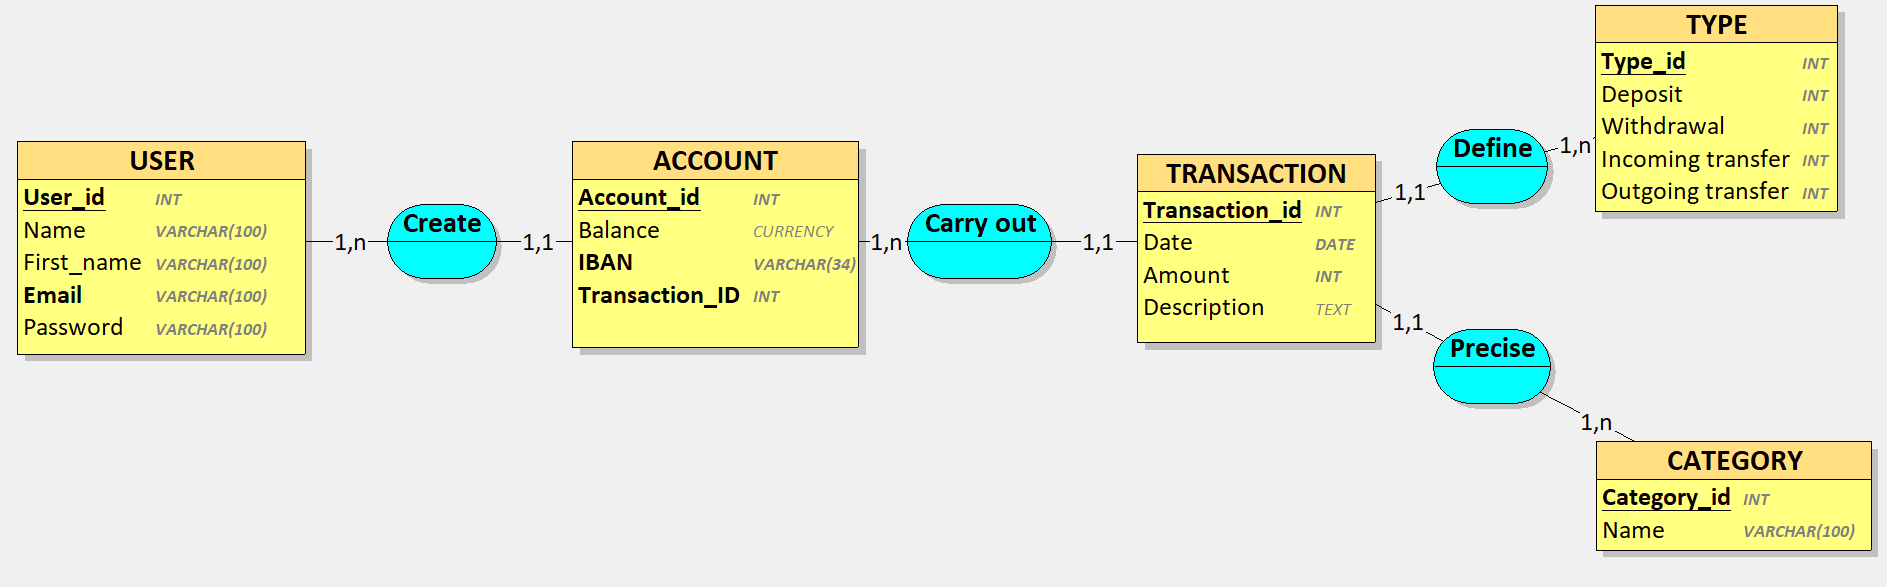 USER
User_id INT
Name VARCHAR(100)
First_name VARCHAR(100)
Email VARCHAR(100)
Password VARCHAR(100)
1,n
Create
1,1
ACCOUNT
Account_id INT
Balance CURRENCY
IBAN VARCHAR(34)
Transaction_ID INT
1,n
Carry out
1,1
TRANSACTION
Transaction_id INT
Date DATE
Amount INT
Description TEXT
1,1
Define
1,n
TYPE
Type_id INT
Deposit INT
Withdrawal INT
Incoming transfer INT
Outgoing transfer INT
1,1
Precise
1,n
CATEGORY
Category_id INT
Name VARCHAR(100)